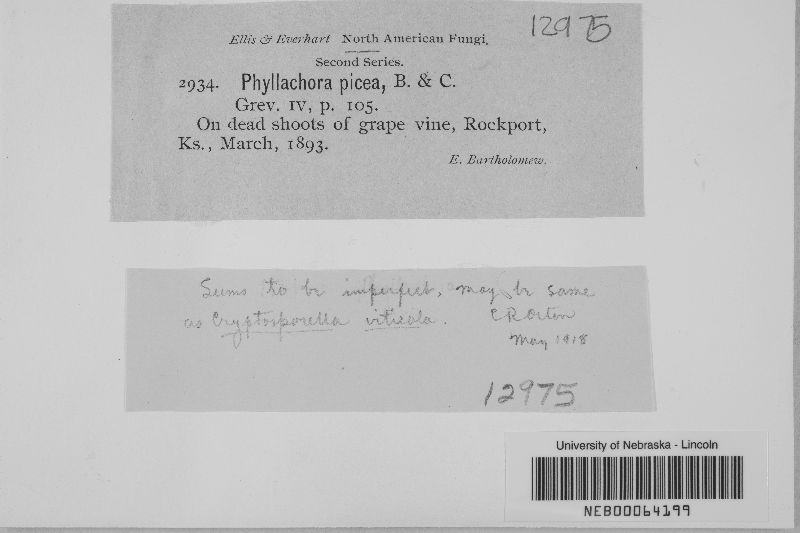 12975
Ellis & Everhart North American Fungi.
Second Series.
2934. Phyllachora picea, B. & C.
Grev. IV, p. 105.
On dead shoots of grape vine, Rockport,
Ks., March, 1893.
E. Bartholomew.
Seems to be imperfect, may be same
as Cryptosporella viticola. CR Orton
May 1918
12975
University of Nebraska - Lincoln
NEB00064199